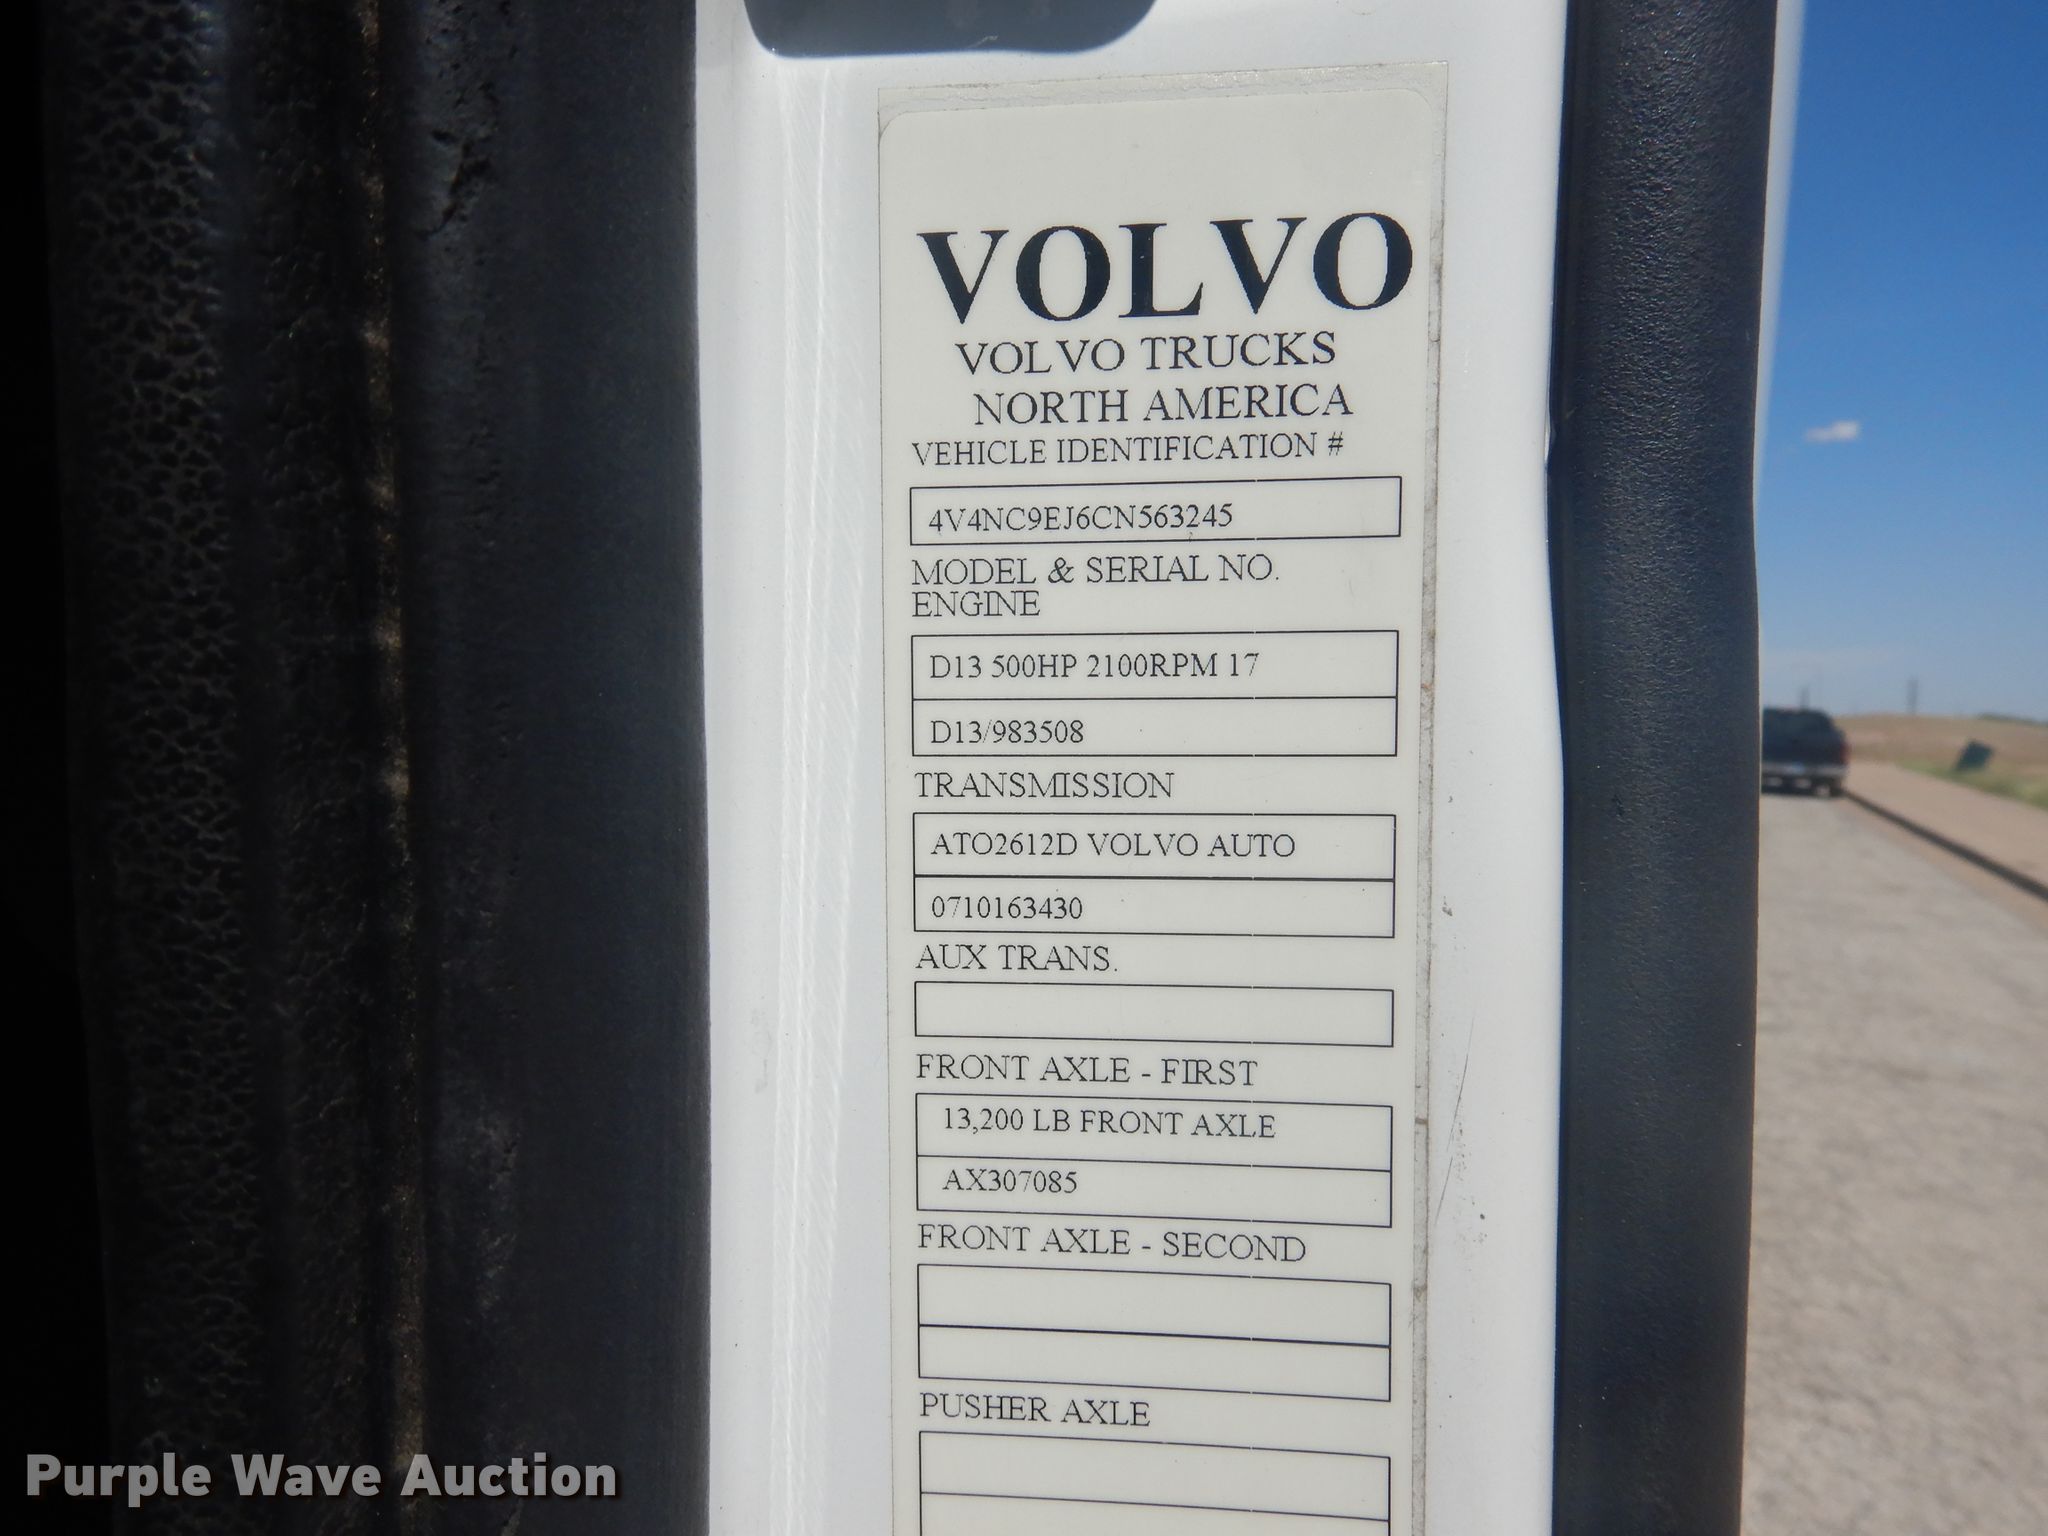 VOLVO
VOLVO TRUCKS
NORTH AMERICA
VEHICLE IDENTIFICATION #
4V4NC9EJ6CN563245
MODEL & SERIAL NO.
ENGINE
D13 500HP 2100RPM 17
D13/983508
TRANSMISSION
ATO2612D VOLVO AUTO
0710163430
AUX TRANS.
FRONT AXLE - FIRST
13,200 LB FRONT AXLE
AX307085
FRONT AXLE - SECOND
PUSHER AXLE
Purple Wave Auction